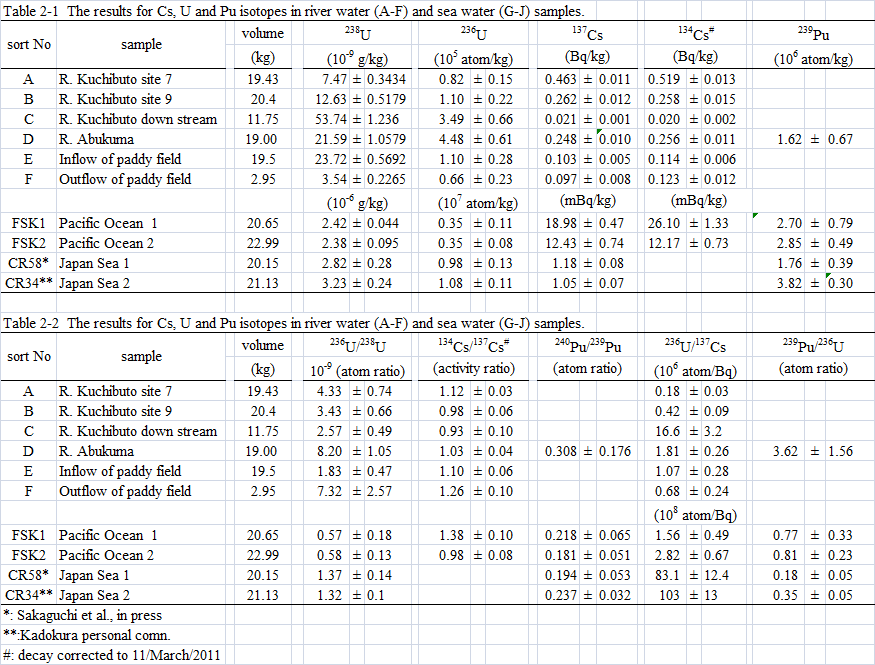 Table 2-1 The results for Cs, U and Pu isotopes in river water (A-F) and sea water (G-J) samples.
sort No sample volume ²³⁸U ²³⁶U ¹³⁷Cs ¹³⁴Cs# ²³⁹Pu
(kg) (10⁻⁹ g/kg) (10⁵ atom/kg) (Bq/kg) (Bq/kg) (10⁶ atom/kg)
A R. Kuchibuto site 7 19.43 7.47 ± 0.3434 0.82 ± 0.15 0.463 ± 0.011 0.519 ± 0.013
B R. Kuchibuto site 9 20.4 12.63 ± 0.5179 1.10 ± 0.22 0.262 ± 0.012 0.258 ± 0.015
C R. Kuchibuto down stream 11.75 53.74 ± 1.236 3.49 ± 0.66 0.021 ± 0.001 0.020 ± 0.002
D R. Abukuma 19.00 21.59 ± 1.0579 4.48 ± 0.61 0.248 ± 0.010 0.256 ± 0.011 1.62 ± 0.67
E Inflow of paddy field 19.5 23.72 ± 0.5692 1.10 ± 0.28 0.103 ± 0.005 0.114 ± 0.006
F Outflow of paddy field 2.95 3.54 ± 0.2265 0.66 ± 0.23 0.097 ± 0.008 0.123 ± 0.012
(10⁻⁶ g/kg) (10⁷ atom/kg) (mBq/kg) (mBq/kg)
FSK1 Pacific Ocean 1 20.65 2.42 ± 0.044 0.35 ± 0.11 18.98 ± 0.47 26.10 ± 1.33 2.70 ± 0.79
FSK2 Pacific Ocean 2 22.99 2.38 ± 0.095 0.35 ± 0.08 12.43 ± 0.74 12.17 ± 0.73 2.85 ± 0.49
CR58* Japan Sea 1 20.15 2.82 ± 0.28 0.98 ± 0.13 1.18 ± 0.08 1.76 ± 0.39
CR34** Japan Sea 2 21.13 3.23 ± 0.24 1.08 ± 0.11 1.05 ± 0.07 3.82 ± 0.30
Table 2-2 The results for Cs, U and Pu isotopes in river water (A-F) and sea water (G-J) samples.
sort No sample volume ²³⁶U/²³⁸U ¹³⁴Cs/¹³⁷Cs# ²⁴⁰Pu/²³⁹Pu ²³⁶U/¹³⁷Cs ²³⁹Pu/²³⁶U
(kg) 10⁻⁹ (atom ratio) (activity ratio) (atom ratio) (10⁶ atom/Bq) (atom ratio)
A R. Kuchibuto site 7 19.43 4.33 ± 0.74 1.12 ± 0.03 0.18 ± 0.03
B R. Kuchibuto site 9 20.4 3.43 ± 0.66 0.98 ± 0.06 0.42 ± 0.09
C R. Kuchibuto down stream 11.75 2.57 ± 0.49 0.93 ± 0.10 16.6 ± 3.2
D R. Abukuma 19.00 8.20 ± 1.05 1.03 ± 0.04 0.308 ± 0.176 1.81 ± 0.26 3.62 ± 1.56
E Inflow of paddy field 19.5 1.83 ± 0.47 1.10 ± 0.06 1.07 ± 0.28
F Outflow of paddy field 2.95 7.32 ± 2.57 1.26 ± 0.10 0.68 ± 0.24
(10⁸ atom/Bq)
FSK1 Pacific Ocean 1 20.65 0.57 ± 0.18 1.38 ± 0.10 0.218 ± 0.065 1.56 ± 0.49 0.77 ± 0.33
FSK2 Pacific Ocean 2 22.99 0.58 ± 0.13 0.98 ± 0.08 0.181 ± 0.051 2.82 ± 0.67 0.81 ± 0.23
CR58* Japan Sea 1 20.15 1.37 ± 0.14 0.194 ± 0.053 83.1 ± 12.4 0.18 ± 0.05
CR34** Japan Sea 2 21.13 1.32 ± 0.1 0.237 ± 0.032 103 ± 13 0.35 ± 0.05
*: Sakaguchi et al., in press
**:Kadokura personal comn.
#: decay corrected to 11/March/2011